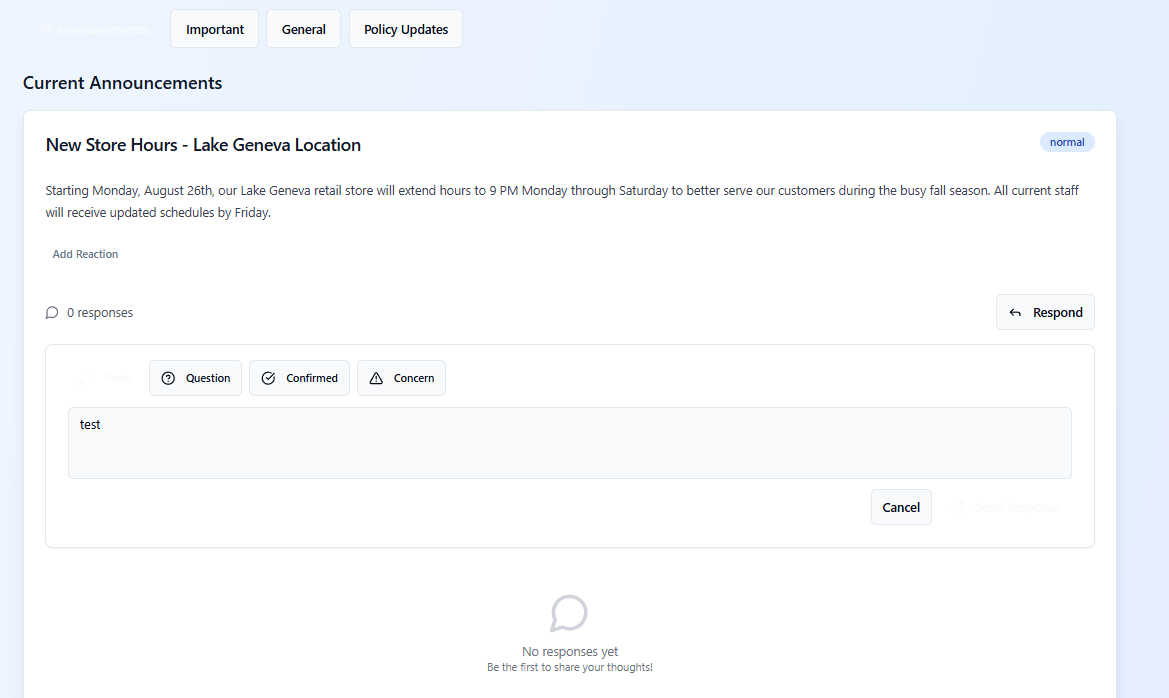 All Announcements
Important
General
Policy Updates
Current Announcements
New Store Hours - Lake Geneva Location
normal
Starting Monday, August 26th, our Lake Geneva retail store will extend hours to 9 PM Monday through Saturday to better serve our customers during the busy fall season. All current staff
will receive updated schedules by Friday.
Add Reaction
0 responses
Respond
Reply
Question
Confirmed
Concern
test
Cancel
Send Response
No responses yet
Be the first to share your thoughts!